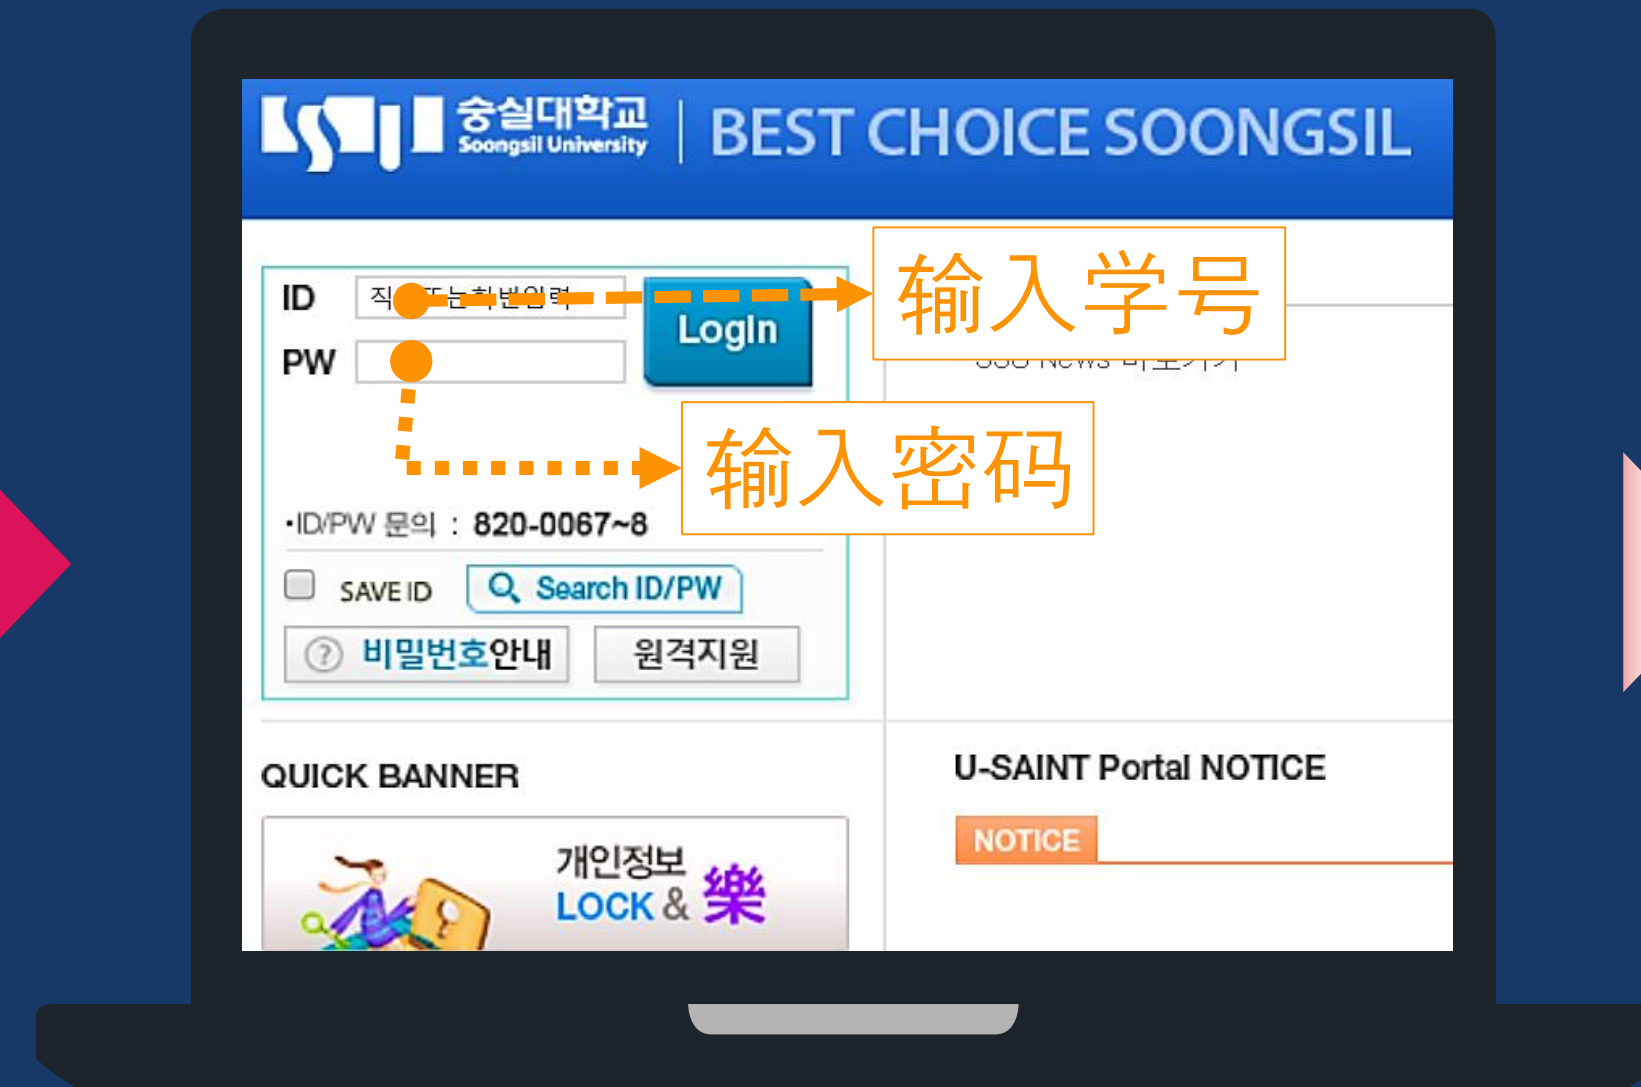 숭실대학교
Soongsil University
BEST CHOICE SOONGSIL
ID
LogIn
输入学号
PW
输入密码
•ID/PW 문의 : 820-0067~8
SAVE ID
Search ID/PW
? 비밀번호안내
원격지원
QUICK BANNER
개인정보
LOCK & 樂
U-SAINT Portal NOTICE
NOTICE